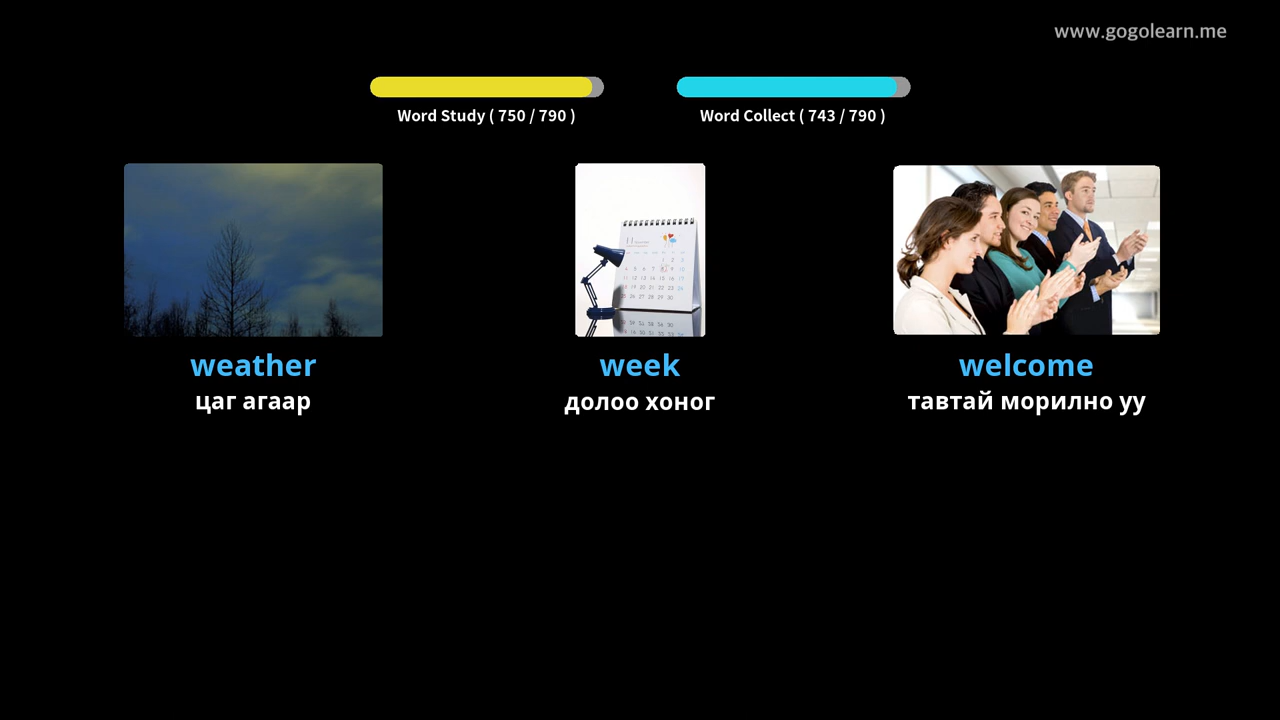 www.gogolearn.me
Word Study ( 750 / 790 )
Word Collect ( 743 / 790 )
weather
week
welcome
цаг агаар
долоо хоног
тавтай морилно уу